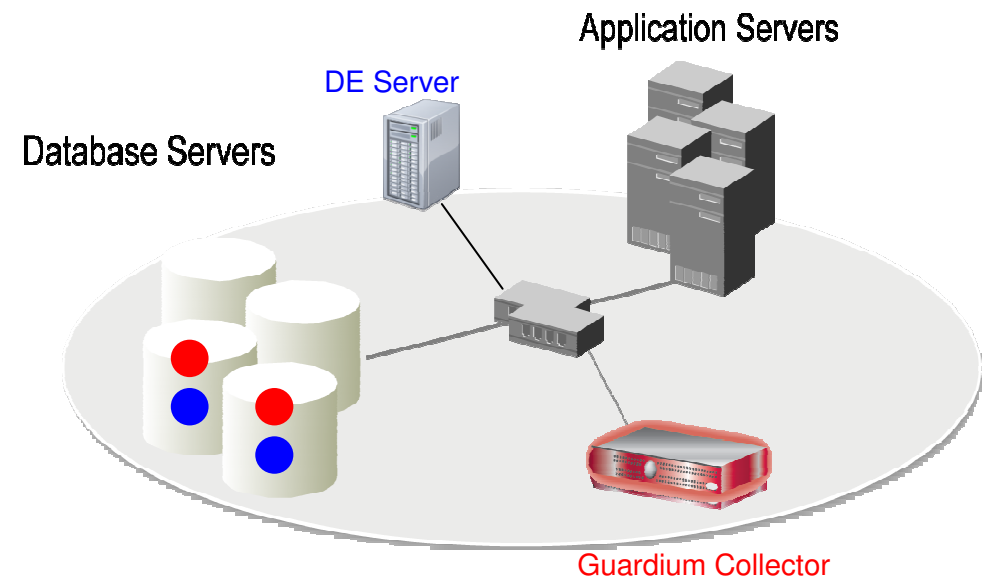 Application Servers
DE Server
Database Servers
Guardium Collector